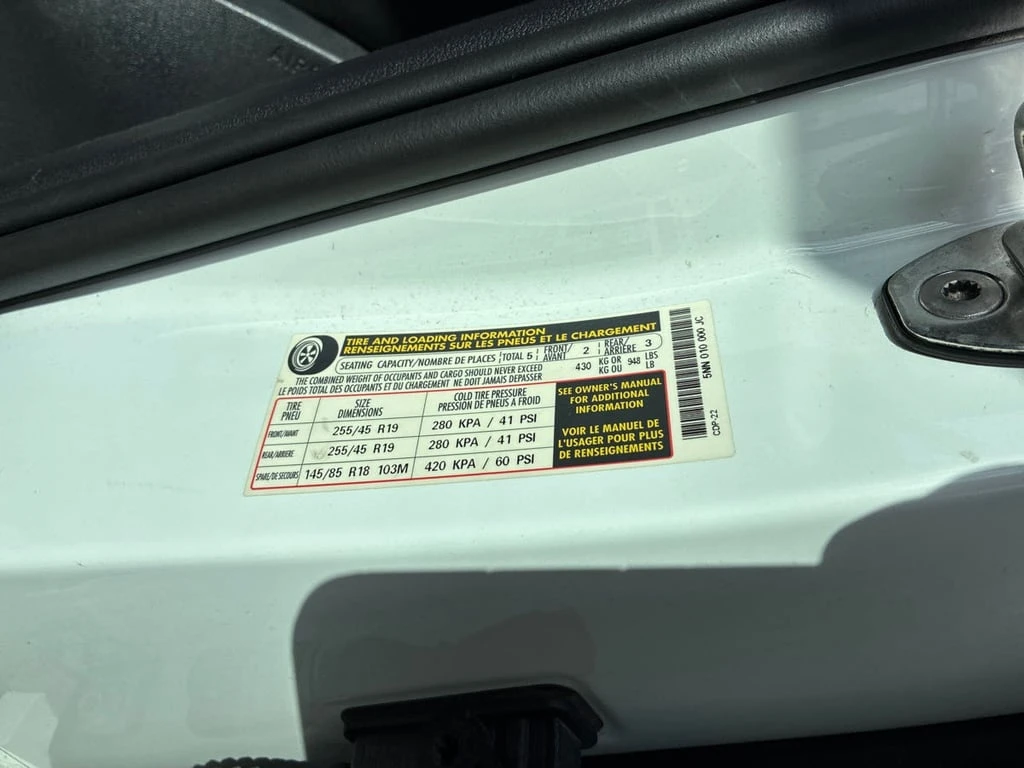 AIR
TIRE AND LOADING INFORMATION
RENSEIGNEMENTS SUR LES PNEUS ET LE CHARGEMENT
SEATING CAPACITY/NOMBRE DE PLACES TOTAL 5 FRONT/AVANT 2 REAR/ARRIÈRE 3
THE COMBINED WEIGHT OF OCCUPANTS AND CARGO SHOULD NEVER EXCEED
LE POIDS TOTAL DES OCCUPANTS ET DU CHARGEMENT NE DOIT JAMAIS DEPASSER
430 KG OR 948 LBS
KG OU LB
TIRE
PNEU
SIZE
DIMENSIONS
COLD TIRE PRESSURE
PRESSION DE PNEUS A FROID
FRONT/AVANT 255/45 R19 280 KPA / 41 PSI
REAR/ARRIERE 255/45 R19 280 KPA / 41 PSI
SPARE/DE SECOURS 145/85 R18 103M 420 KPA / 60 PSI
SEE OWNER'S MANUAL
FOR ADDITIONAL
INFORMATION
VOIR LE MANUEL DE
L'USAGER POUR PLUS
DE RENSEIGNEMENTS
5NN 010 000 JC
CDP-22